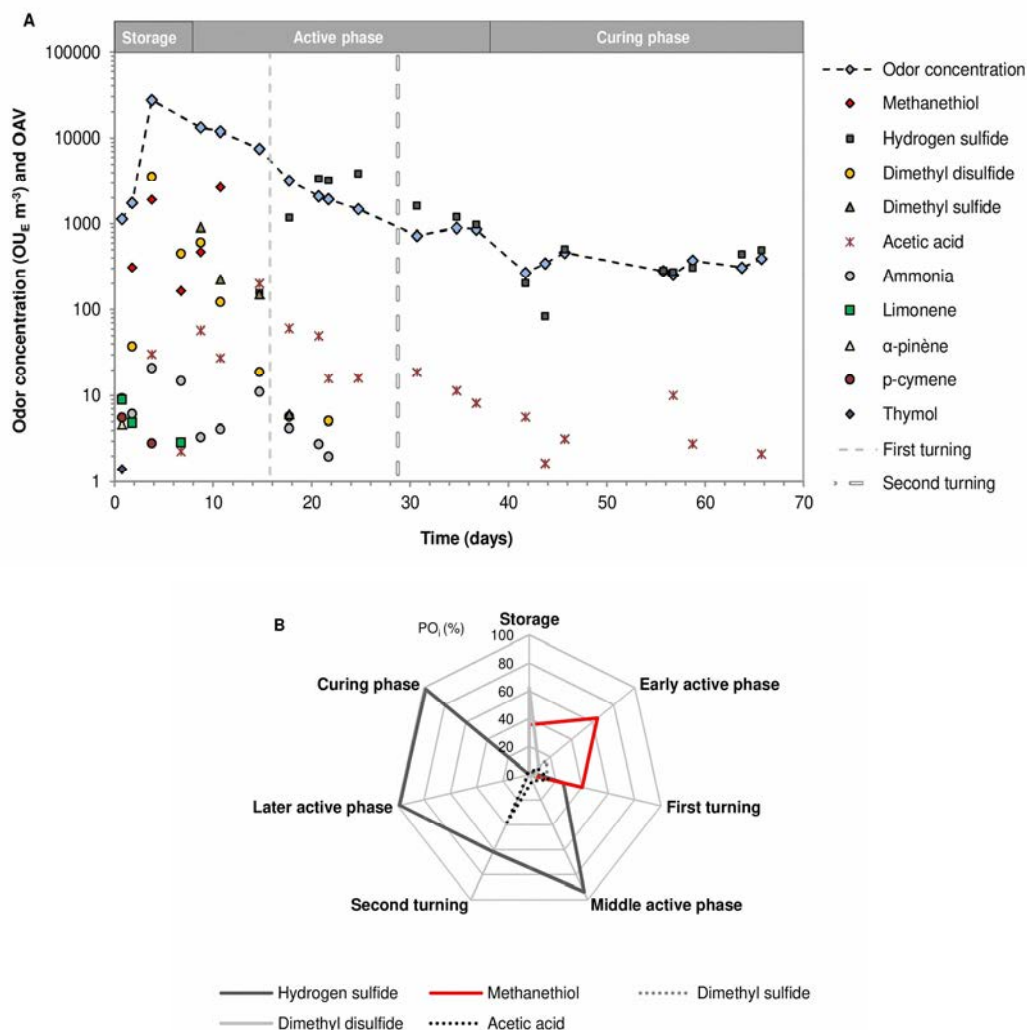 A
Storage
Active phase
Curing phase
100000
10000
1000
100
10
1
Odor concentration (OU_E m⁻³) and OAV
0
10
20
30
40
50
60
70
Time (days)
Odor concentration
Methanethiol
Hydrogen sulfide
Dimethyl disulfide
Dimethyl sulfide
Acetic acid
Ammonia
Limonene
α-pinène
p-cymene
Thymol
First turning
Second turning
B
PO_i (%)
100
80
60
40
20
0
Storage
Early active phase
First turning
Middle active phase
Second turning
Later active phase
Curing phase
Hydrogen sulfide
Methanethiol
Dimethyl sulfide
Dimethyl disulfide
Acetic acid